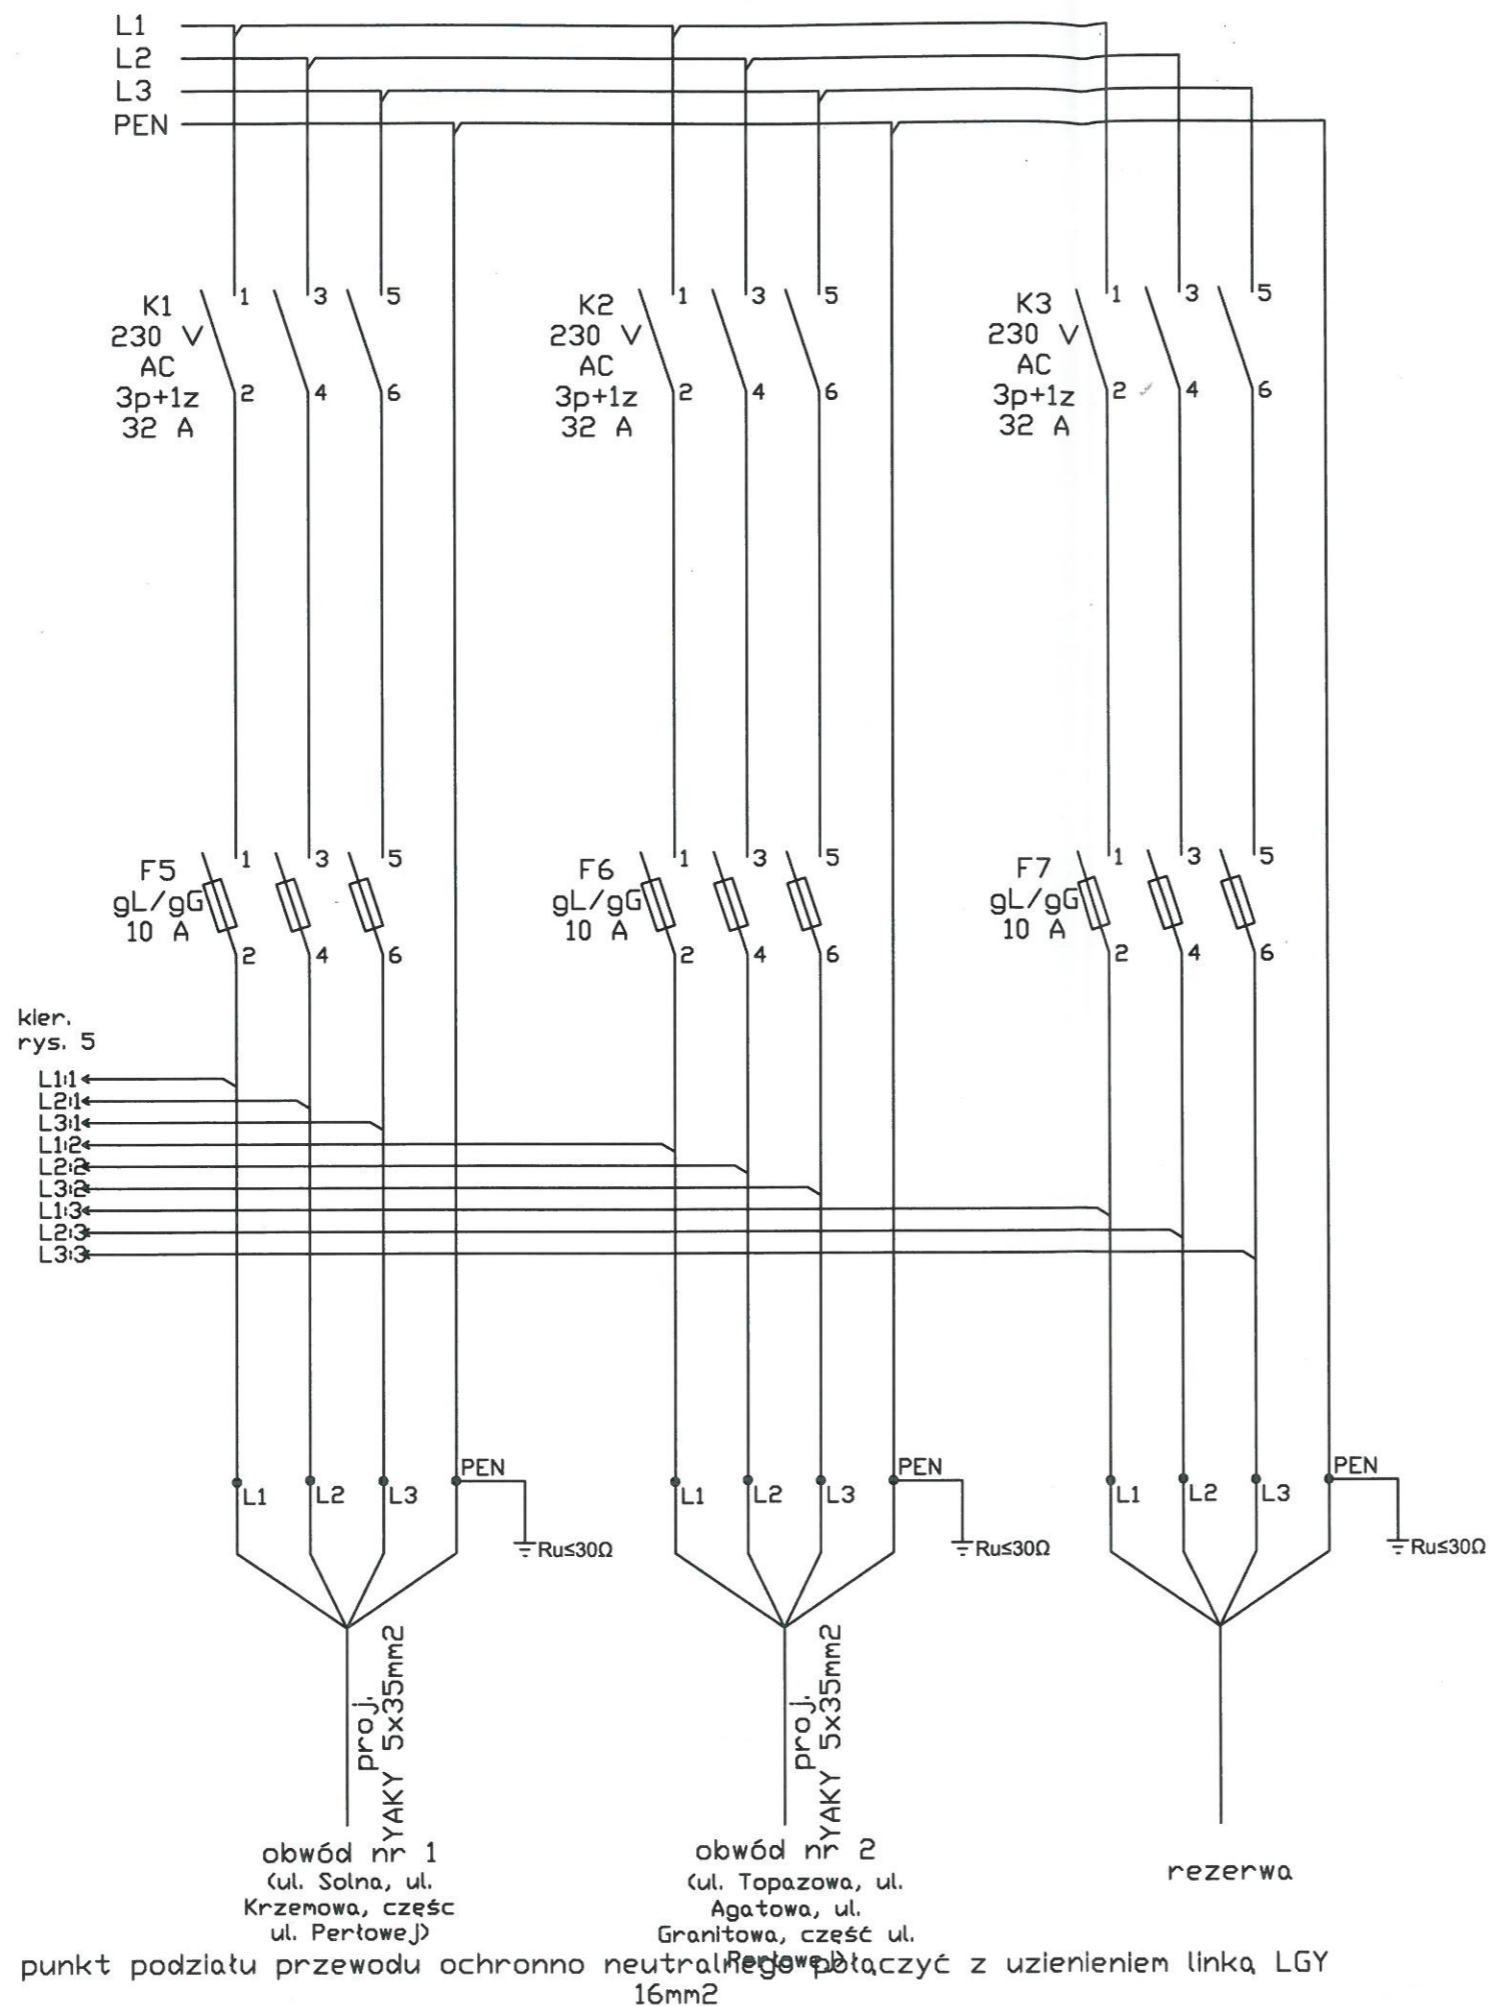 L1
L2
L3
PEN
K1
230 V
AC
3p+1z
32 A
1 3 5
2 4 6
K2
230 V
AC
3p+1z
32 A
1 3 5
2 4 6
K3
230 V
AC
3p+1z
32 A
1 3 5
2 4 6
F5
gL/gG
10 A
1 3 5
2 4 6
F6
gL/gG
10 A
1 3 5
2 4 6
F7
gL/gG
10 A
1 3 5
2 4 6
kier.
rys. 5
L1:1
L2:1
L3:1
L1:2
L2:2
L3:2
L1:3
L2:3
L3:3
L1 L2 L3 PEN
Ru≤30Ω
L1 L2 L3 PEN
Ru≤30Ω
L1 L2 L3 PEN
Ru≤30Ω
proj.
YAKY 5x35mm2
proj.
YAKY 5x35mm2
obwód nr 1
(ul. Solna, ul.
Krzemowa, częśc
ul. Perłowej)
obwód nr 2
(ul. Topazowa, ul.
Agatowa, ul.
Granitowa, część ul.
Perłowej)
rezerwa
punkt podziału przewodu ochronno neutralnego połączyć z uzienieniem linką LGY
16mm2